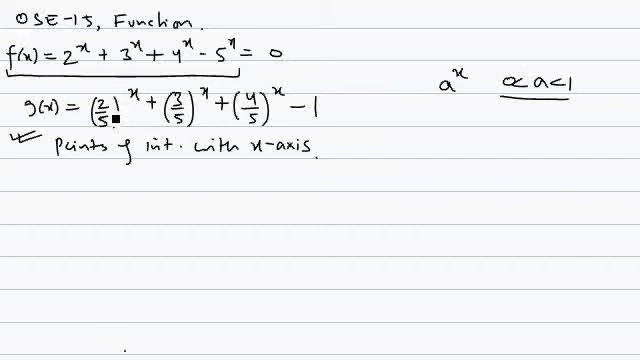 OSE-15, Function.
f(x) = 2^x + 3^x + 4^x - 5^x = 0
a^x 0<a<1
g(x) = (2/5)^x + (3/5)^x + (4/5)^x - 1
Points of int. with x-axis.